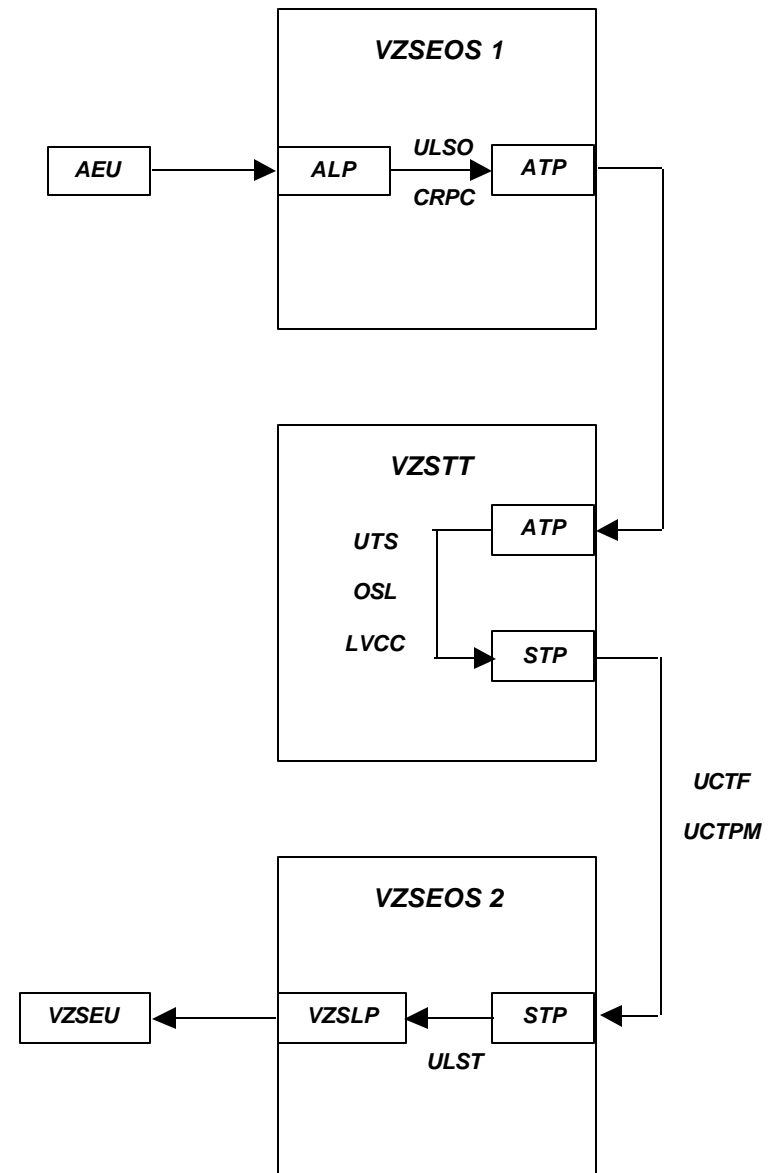 VZSEOS 1
AEU
ALP
ULSO
CRPC
ATP
VZSTT
ATP
UTS
OSL
LVCC
STP
UCTF
UCTPM
VZSEOS 2
VZSEU
VZSLP
STP
ULST